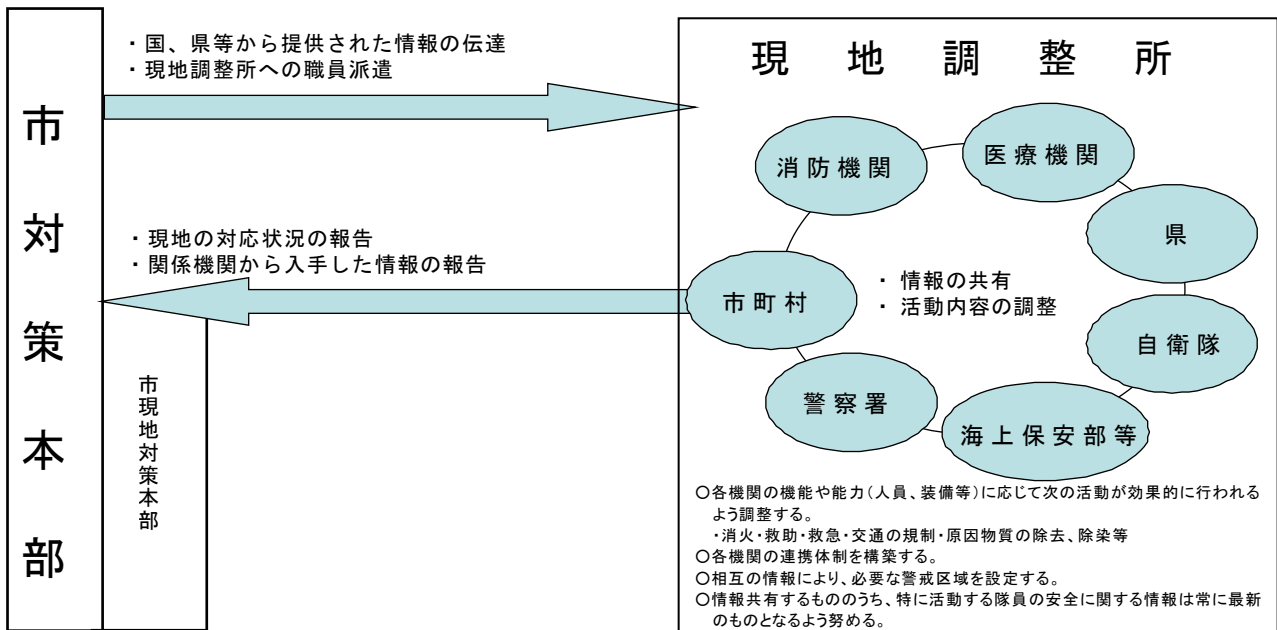 市対策本部
・国、県等から提供された情報の伝達
・現地調整所への職員派遣
・現地の対応状況の報告
・関係機関から入手した情報の報告
市現地対策本部
現地調整所
消防機関
医療機関
県
自衛隊
海上保安部等
警察署
市町村
・情報の共有
・活動内容の調整
○各機関の機能や能力（人員、装備等）に応じて次の活動が効果的に行われる
よう調整する。
・消火・救助・救急・交通の規制・原因物質の除去、除染等
○各機関の連携体制を構築する。
○相互の情報により、必要な警戒区域を設定する。
○情報共有するもののうち、特に活動する隊員の安全に関する情報は常に最新
のものとなるよう努める。